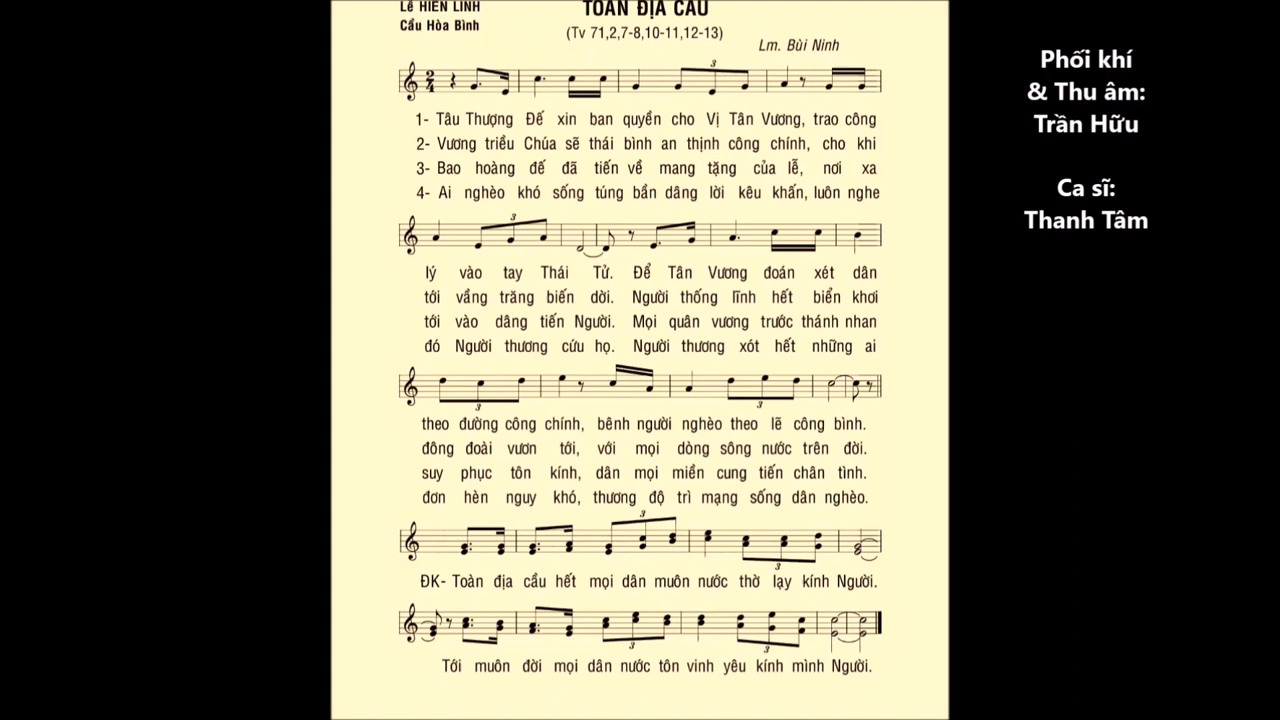 Lễ HIỂN LINH
Cầu Hòa Bình
TOÀN ĐỊA CẦU
(Tv 71,2,7-8,10-11,12-13)
Lm. Bùi Ninh
1- Tâu Thượng Đế xin ban quyền cho Vị Tân Vương, trao công
2- Vương triều Chúa sẽ thái bình an thịnh công chính, cho khi
3- Bao hoàng đế đã tiến về mang tặng của lễ, nơi xa
4- Ai nghèo khó sống túng bần dâng lời kêu khấn, luôn nghe
lý vào tay Thái Tử. Để Tân Vương đoán xét dân
tới vầng trăng biến dời. Người thống lĩnh hết biển khơi
tới vào dâng tiến Người. Mọi quân vương trước thánh nhan
đó Người thương cứu họ. Người thương xót hết những ai
theo đường công chính, bênh người nghèo theo lẽ công bình.
đông đoài vươn tới, với mọi dòng sông nước trên đời.
suy phục tôn kính, dân mọi miền cung tiến chân tình.
đơn hèn nguy khó, thương độ trì mạng sống dân nghèo.
ĐK- Toàn địa cầu hết mọi dân muôn nước thờ lạy kính Người.
Tới muôn đời mọi dân nước tôn vinh yêu kính mình Người.
Phối khí
& Thu âm:
Trần Hữu
Ca sĩ:
Thanh Tâm